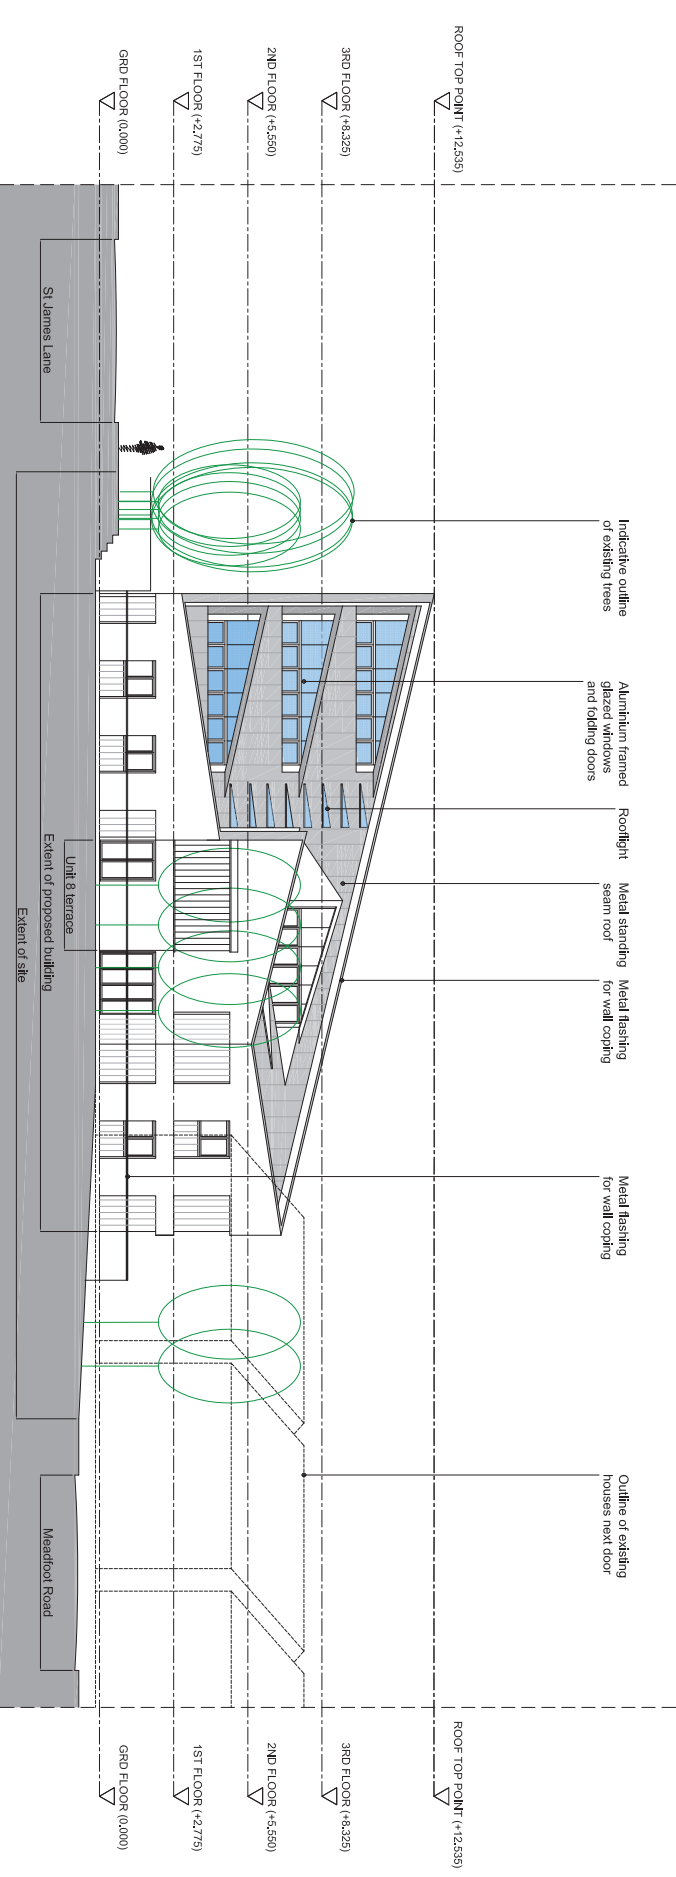 ROOF TOP POINT (+12.535)
3RD FLOOR (+8.325)
2ND FLOOR (+5.550)
1ST FLOOR (+2.775)
GRD FLOOR (0.000)
Indicative outline
of existing trees
Aluminium framed
glazed windows
and folding doors
Rooflight
Metal standing
seam roof
Metal flashing
for wall coping
Metal flashing
for wall coping
Outline of existing
houses next door
ROOF TOP POINT (+12.535)
3RD FLOOR (+8.325)
2ND FLOOR (+5.550)
1ST FLOOR (+2.775)
GRD FLOOR (0.000)
St James Lane
Unit 8 terrace
Extent of proposed building
Extent of site
Meadfoot Road